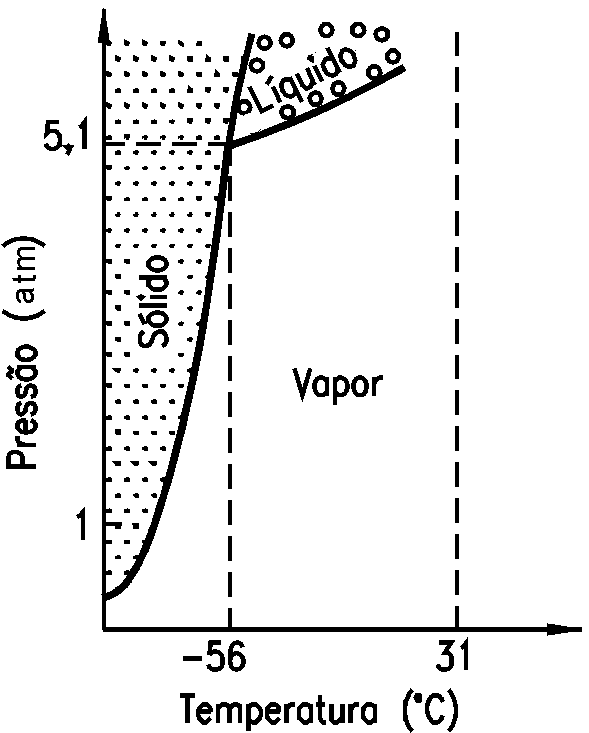 Líquido
5,1
Sólido
Pressão (atm)
Vapor
1
-56
31
Temperatura (°C)